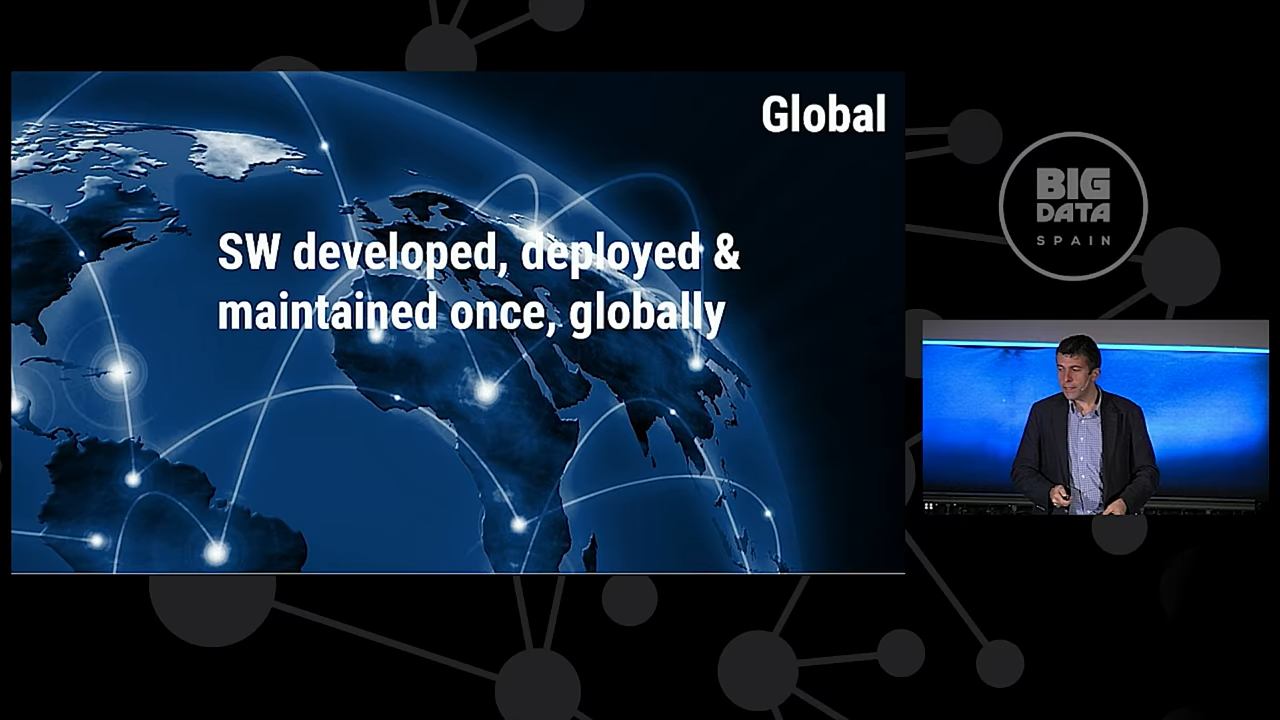 Global
SW developed, deployed &
maintained once, globally
BIG
DATA
SPAIN